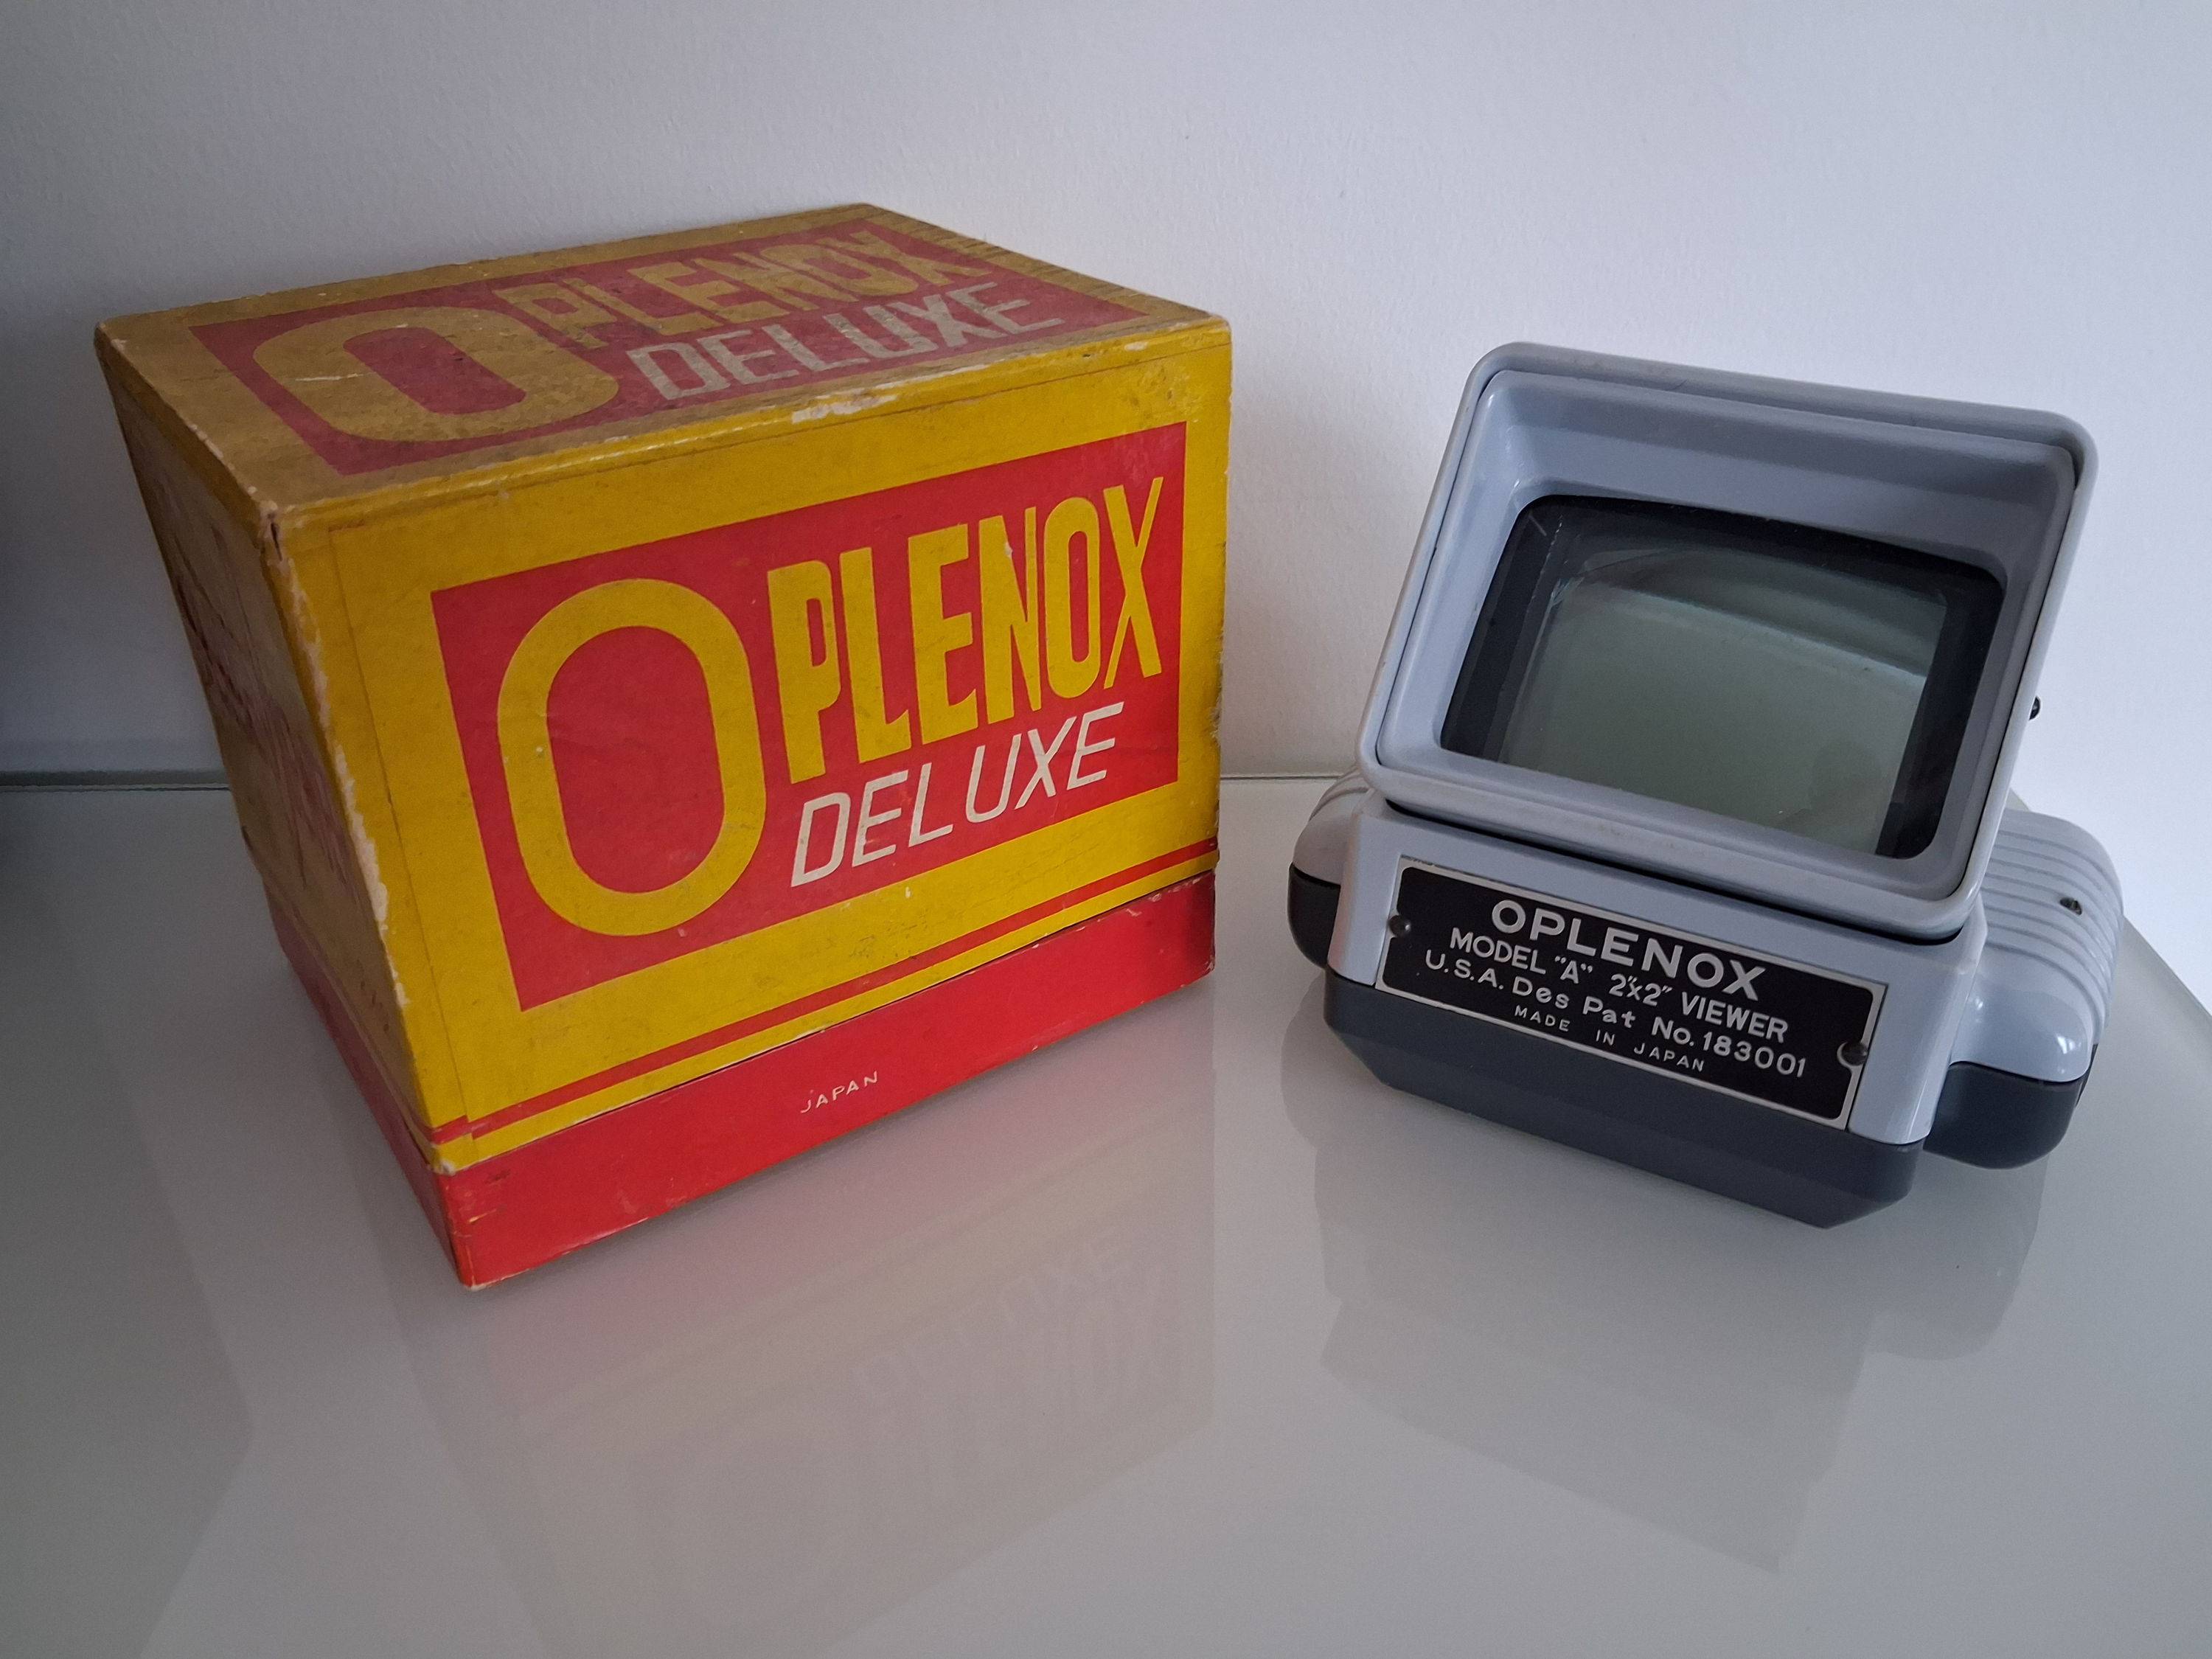 OPLENOX
DELUXE
OPLENOX
DELUXE
JAPAN
OPLENOX
MODEL "A" 2"x2" VIEWER
U.S.A. Des Pat No. 183001
MADE IN JAPAN